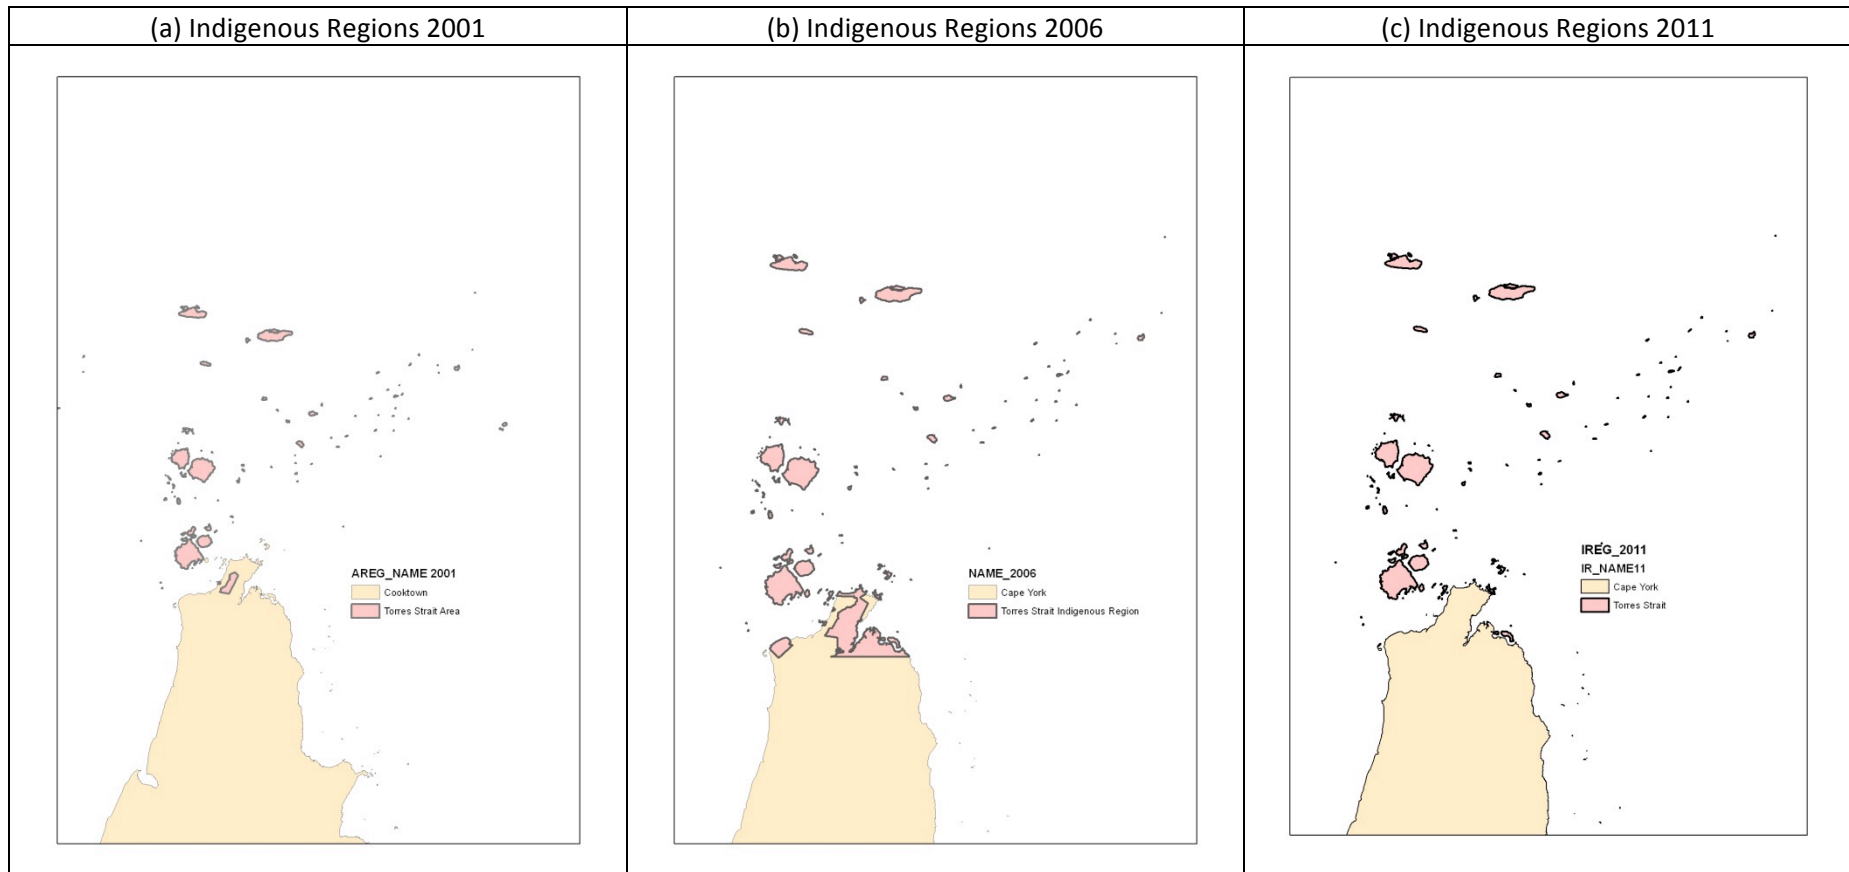 (a) Indigenous Regions 2001
(b) Indigenous Regions 2006
(c) Indigenous Regions 2011
AREG_NAME 2001
Cooktown
Torres Strait Area
NAME_2006
Cape York
Torres Strait Indigenous Region
IREG_2011
IR_NAME11
Cape York
Torres Strait